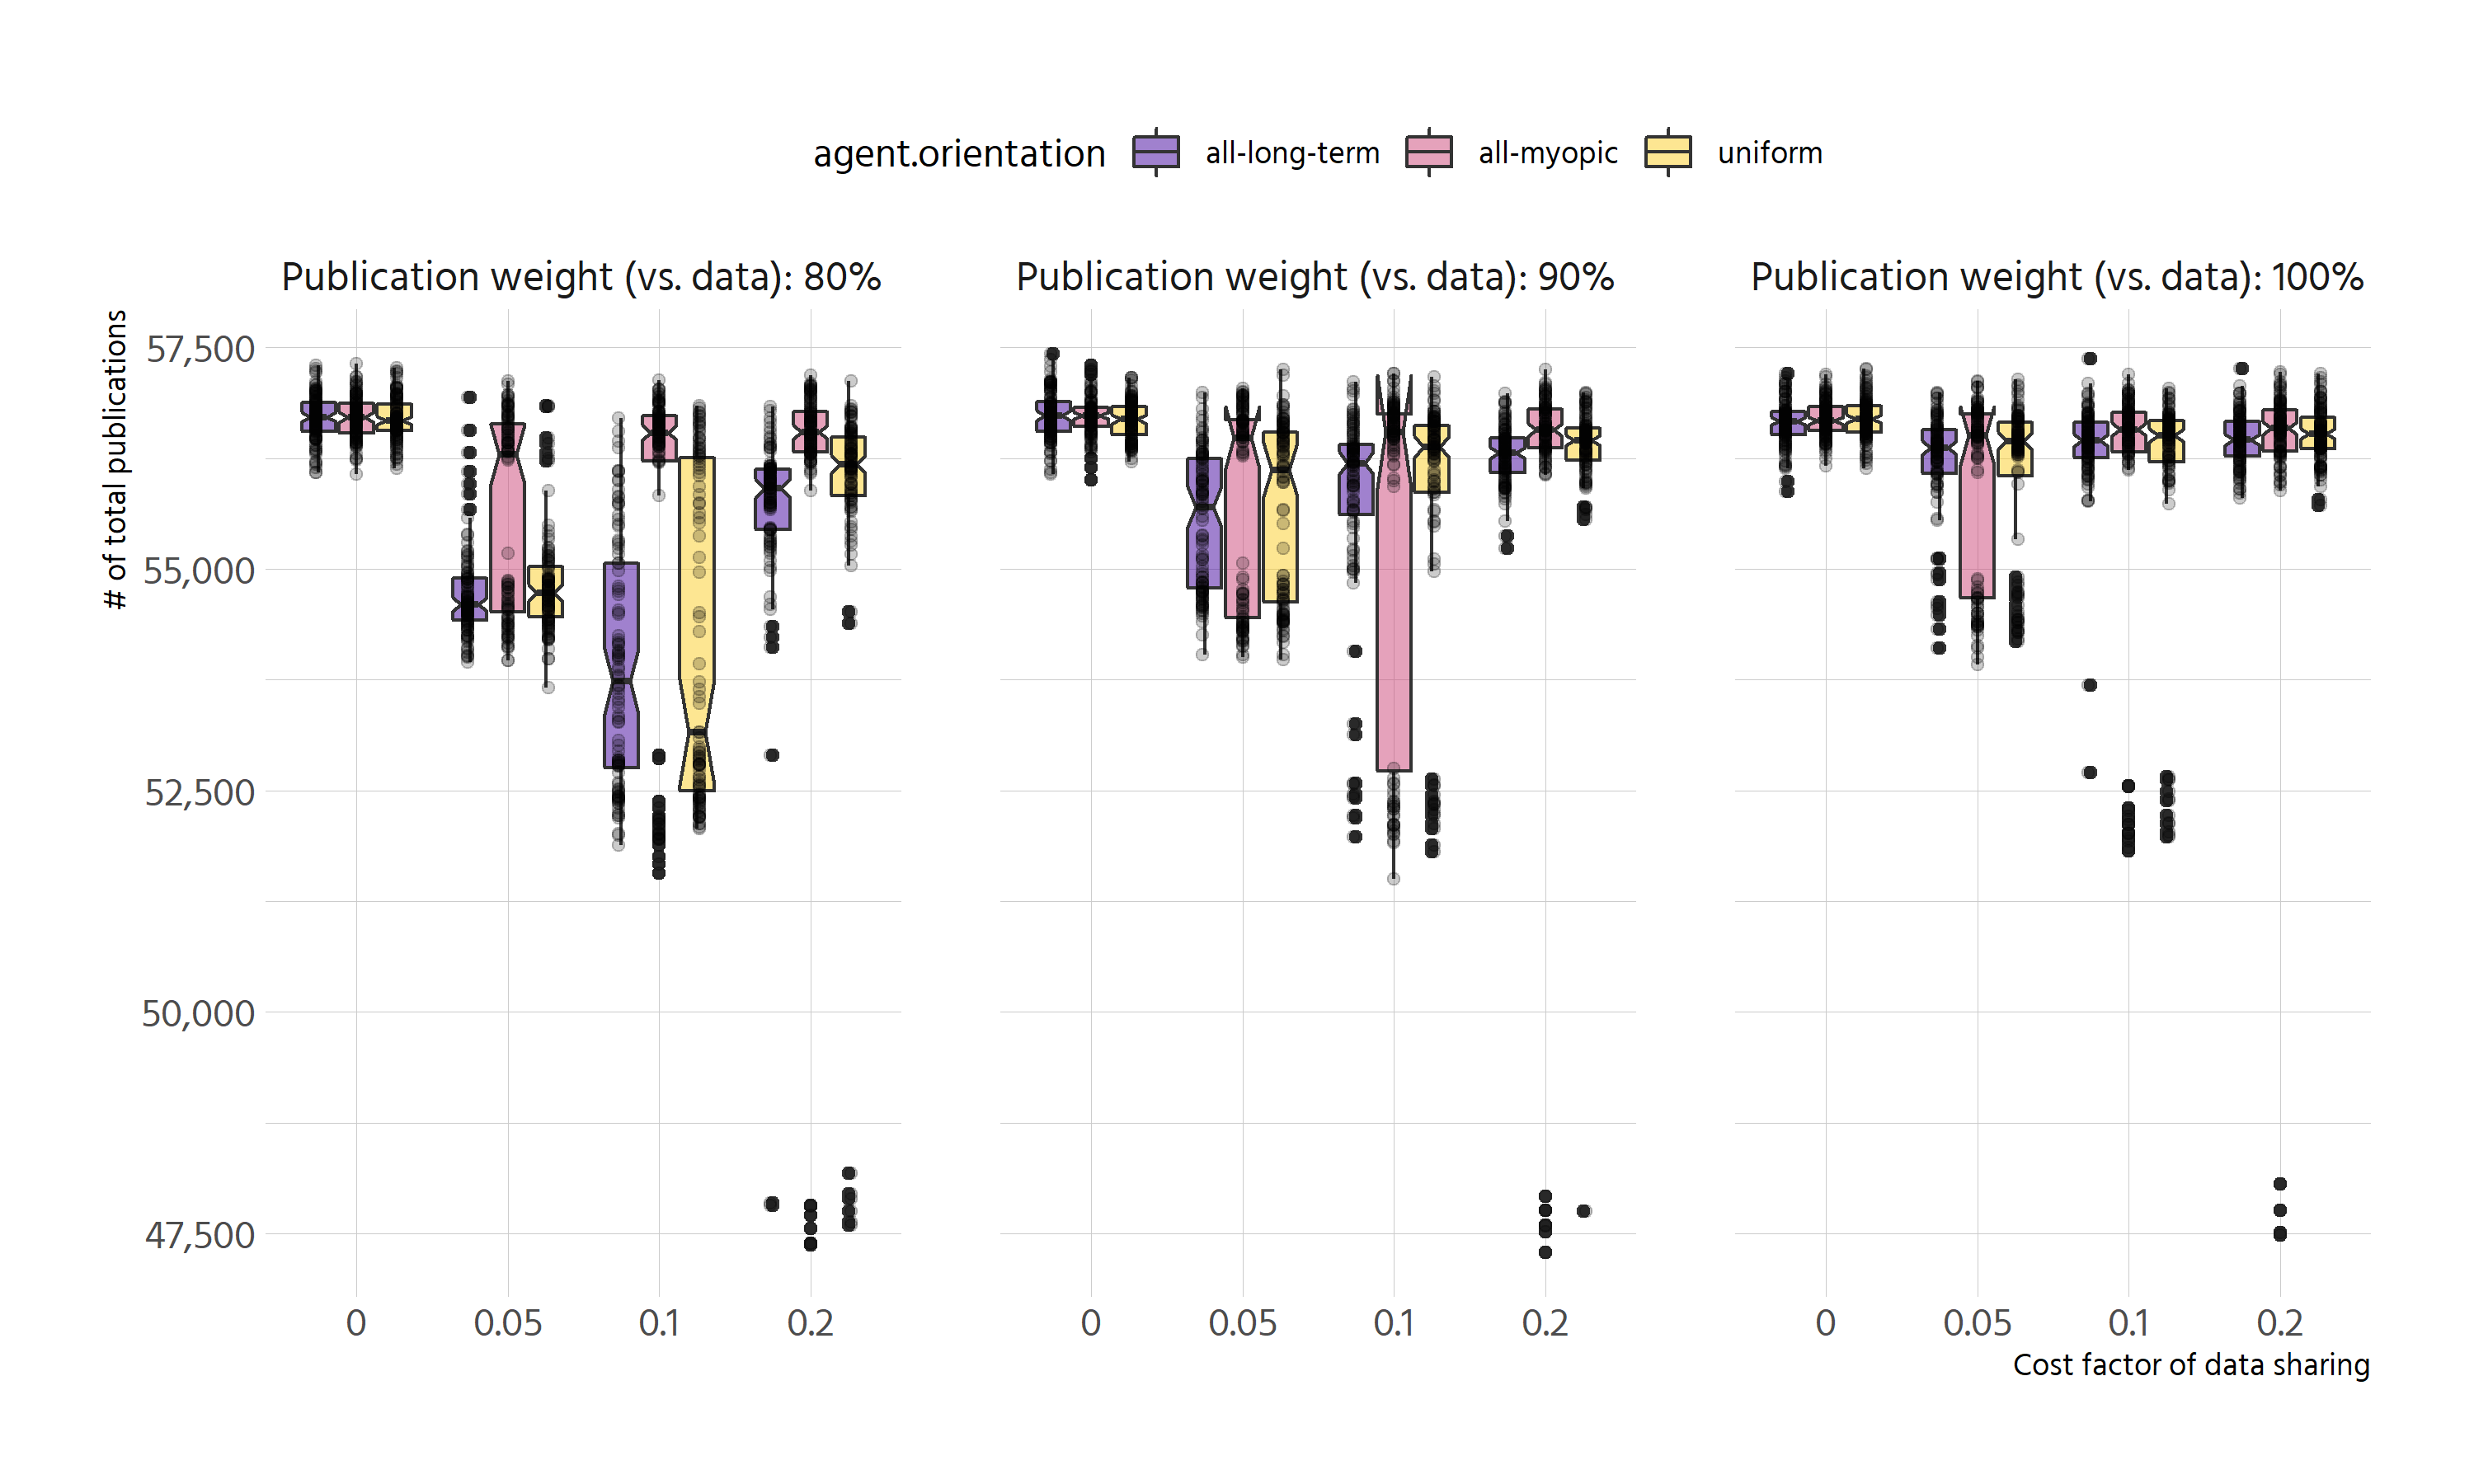 agent.orientation all-long-term all-myopic uniform
Publication weight (vs. data): 80% Publication weight (vs. data): 90% Publication weight (vs. data): 100%
# of total publications
57,500
55,000
52,500
50,000
47,500
0 0.05 0.1 0.2 0 0.05 0.1 0.2 0 0.05 0.1 0.2
Cost factor of data sharing